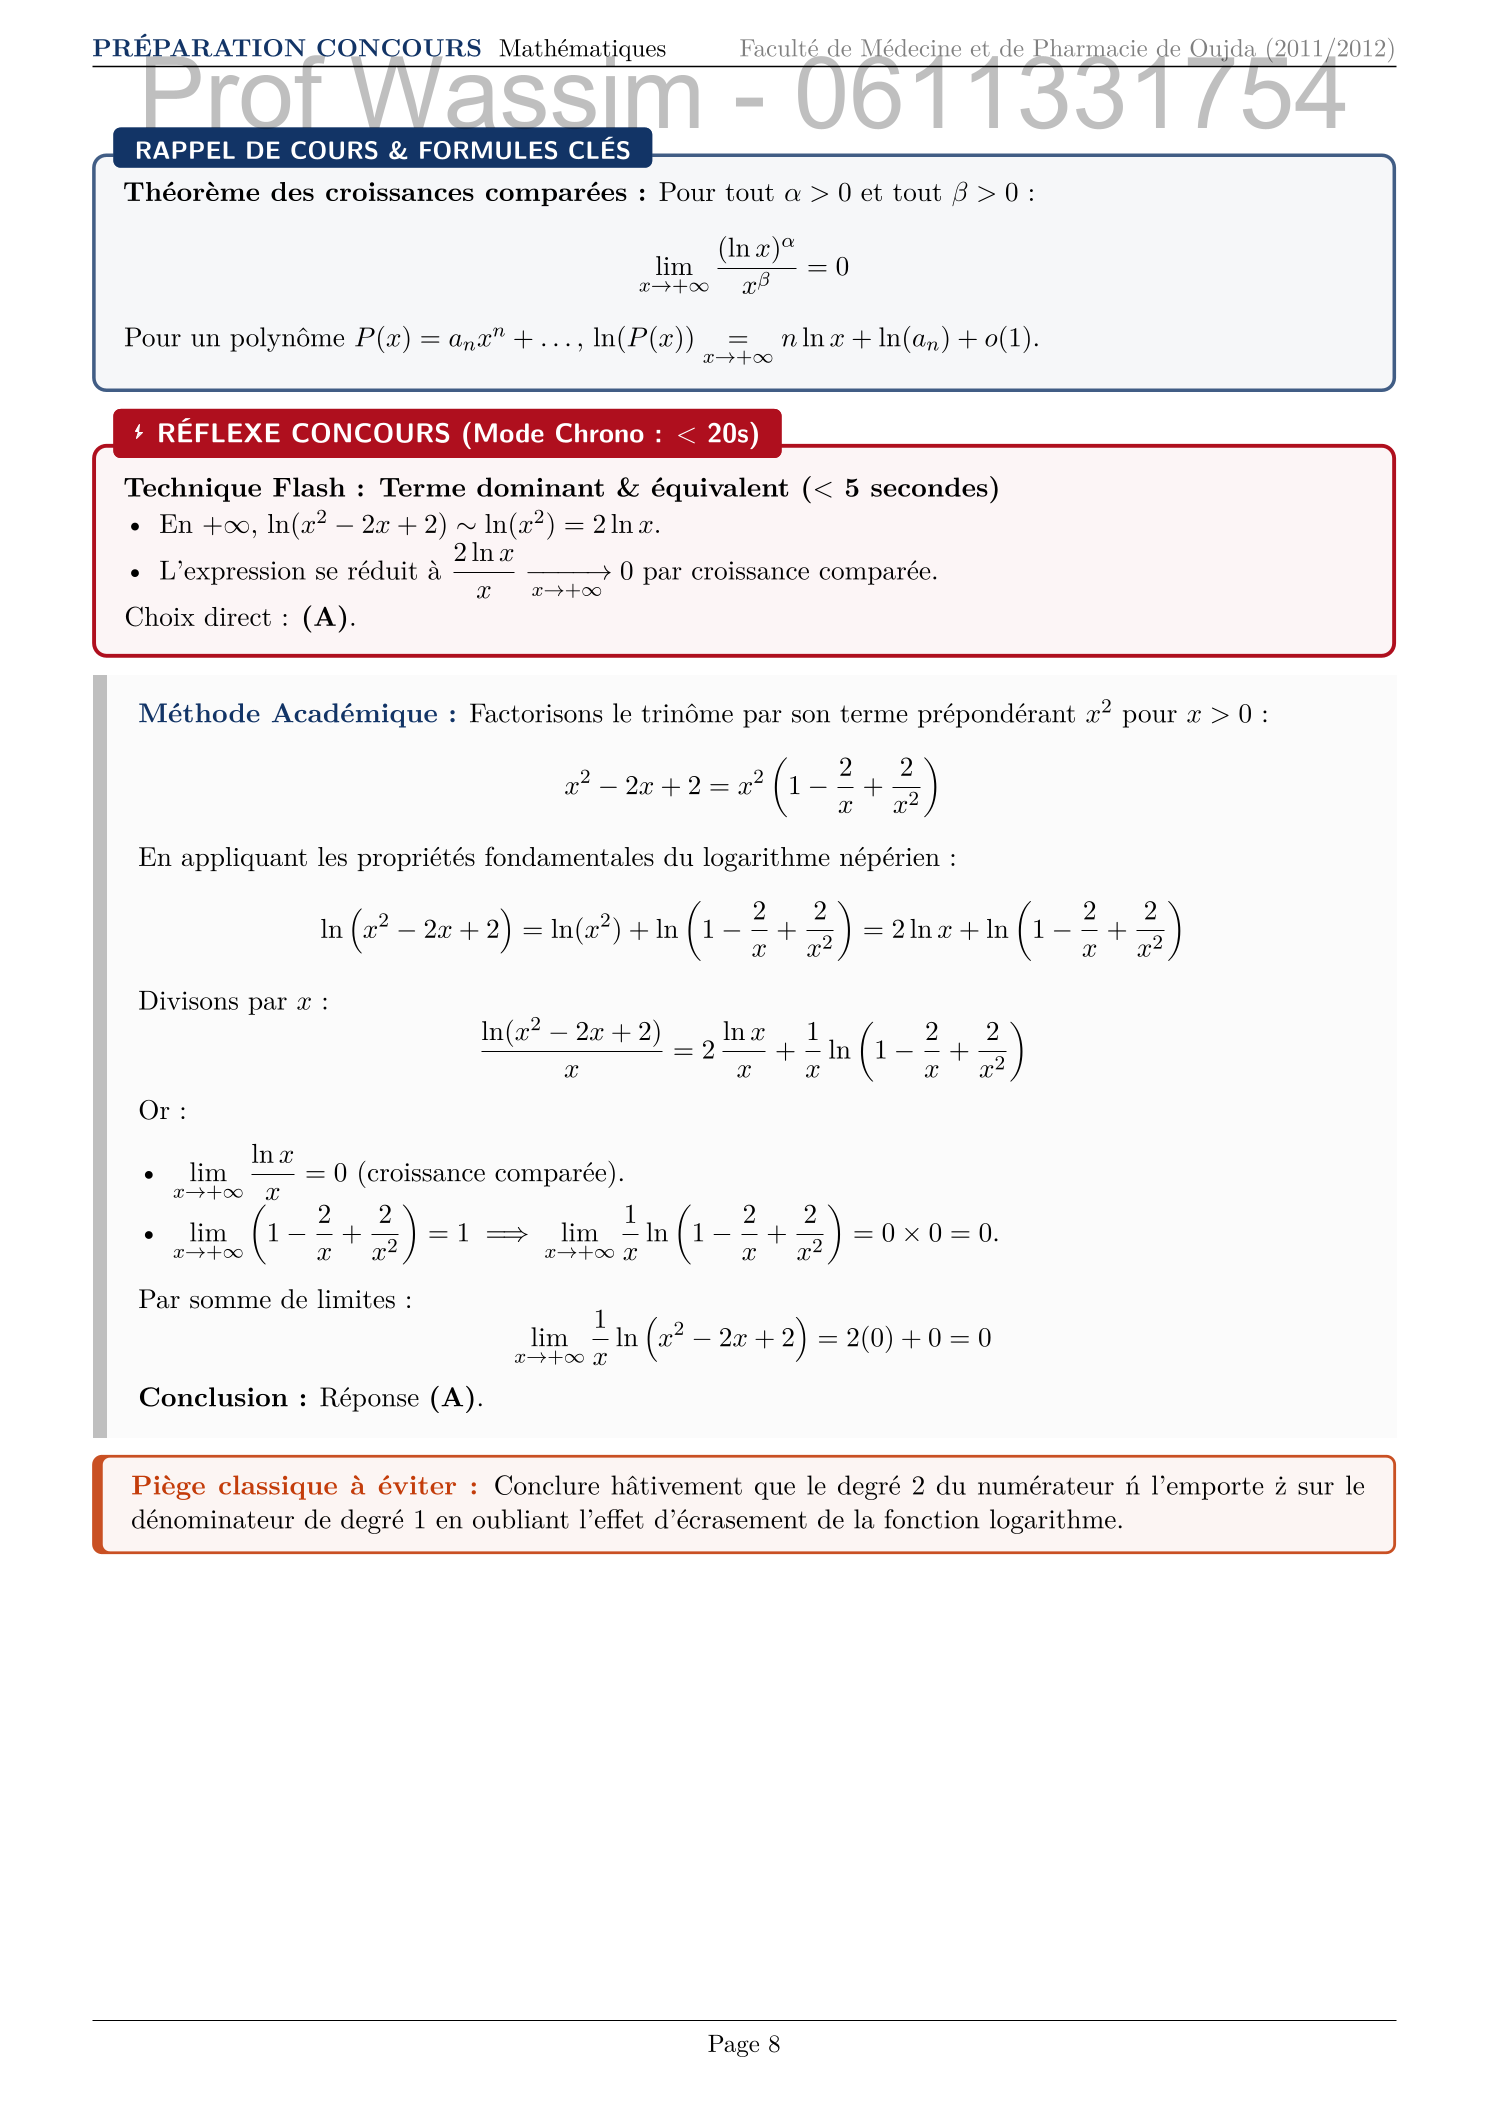 PRÉPARATION CONCOURS Mathématiques Faculté de Médecine et de Pharmacie de Oujda (2011/2012)
Prof Wassim - 0611331754
RAPPEL DE COURS & FORMULES CLÉS
Théorème des croissances comparées : Pour tout α > 0 et tout β > 0 :
lim_{x→+∞} (ln x)^α / x^β = 0
Pour un polynôme P(x) = a_n x^n + . . . , ln(P(x)) =_{x→+∞} n ln x + ln(a_n) + o(1).
RÉFLEXE CONCOURS (Mode Chrono : < 20s)
Technique Flash : Terme dominant & équivalent (< 5 secondes)
• En +∞, ln(x² − 2x + 2) ∼ ln(x²) = 2 ln x.
• L'expression se réduit à 2 ln x / x →_{x→+∞} 0 par croissance comparée.
Choix direct : (A).
Méthode Académique : Factorisons le trinôme par son terme prépondérant x² pour x > 0 :
x² − 2x + 2 = x² (1 − 2/x + 2/x²)
En appliquant les propriétés fondamentales du logarithme népérien :
ln (x² − 2x + 2) = ln(x²) + ln (1 − 2/x + 2/x²) = 2 ln x + ln (1 − 2/x + 2/x²)
Divisons par x :
ln(x² − 2x + 2) / x = 2 ln x / x + 1/x ln (1 − 2/x + 2/x²)
Or :
• lim_{x→+∞} ln x / x = 0 (croissance comparée).
• lim_{x→+∞} (1 − 2/x + 2/x²) = 1 ⟹ lim_{x→+∞} 1/x ln (1 − 2/x + 2/x²) = 0 × 0 = 0.
Par somme de limites :
lim_{x→+∞} 1/x ln (x² − 2x + 2) = 2(0) + 0 = 0
Conclusion : Réponse (A).
Piège classique à éviter : Conclure hâtivement que le degré 2 du numérateur ń l'emporte ż sur le
dénominateur de degré 1 en oubliant l'effet d'écrasement de la fonction logarithme.
Page 8